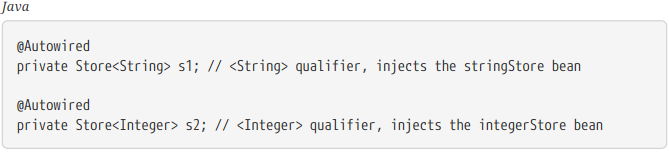 Java
@Autowired
private Store<String> s1; // <String> qualifier, injects the stringStore bean
@Autowired
private Store<Integer> s2; // <Integer> qualifier, injects the integerStore bean